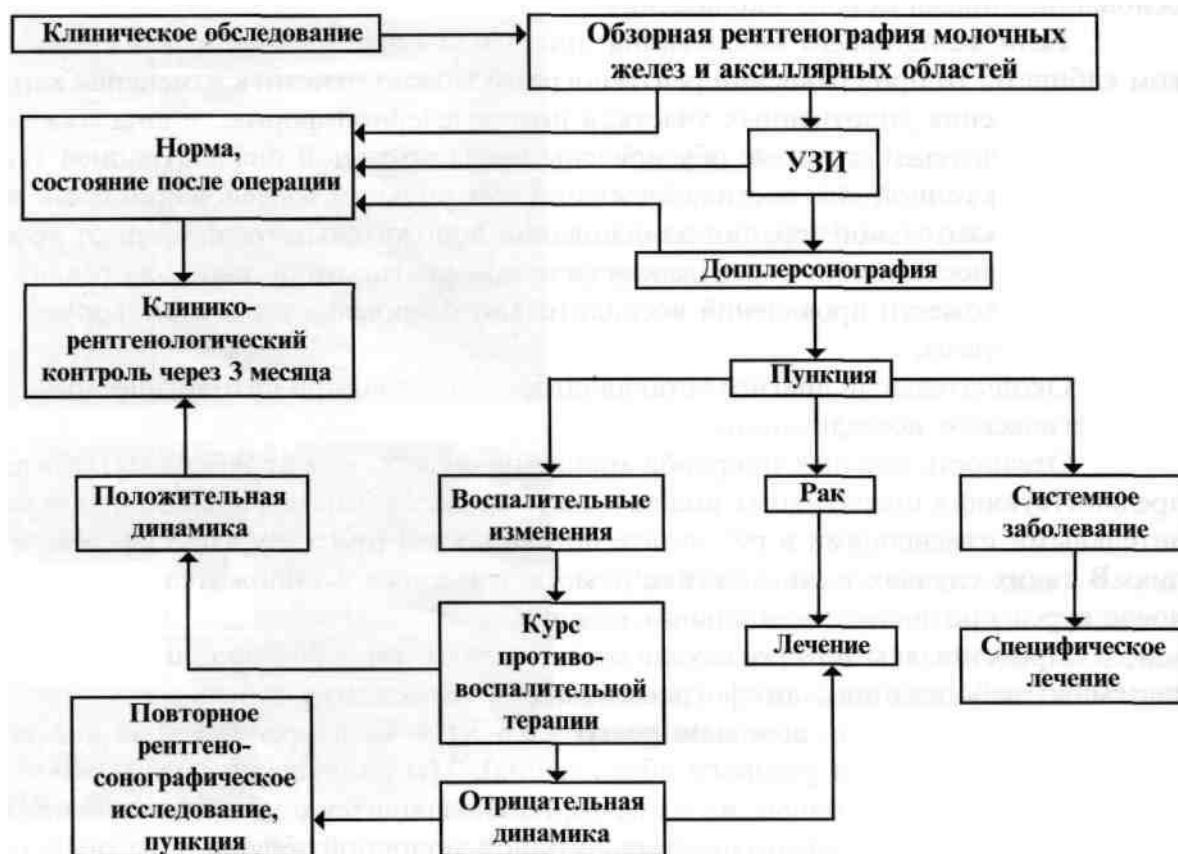 Клиническое обследование
Обзорная рентгенография молочных
желез и аксиллярных областей
Норма,
состояние после операции
УЗИ
Допплерсонография
Клинико-
рентгенологический
контроль через 3 месяца
Пункция
Положительная
динамика
Воспалительные
изменения
Рак
Системное
заболевание
Курс
противо-
воспалительной
терапии
Лечение
Специфическое
лечение
Повторное
рентгено-
сонографическое
исследование,
пункция
Отрицательная
динамика